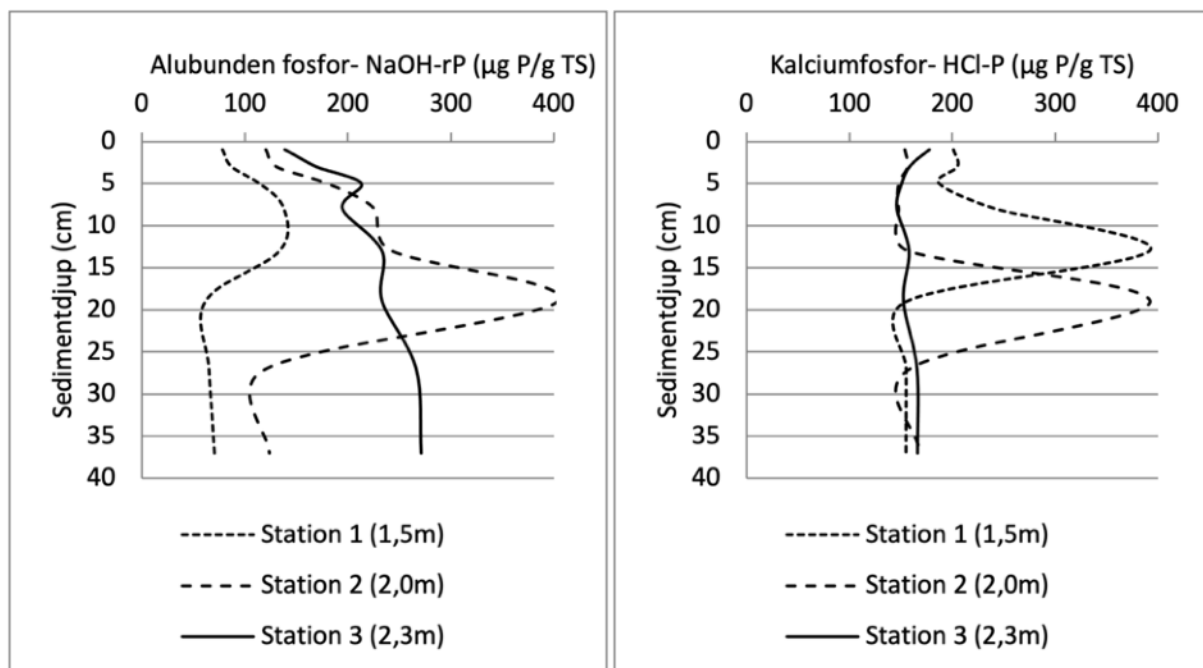 Alubunden fosfor- NaOH-rP (µg P/g TS)
0 100 200 300 400
0
5
10
15
20
25
30
35
40
Sedimentdjup (cm)
Station 1 (1,5m)
Station 2 (2,0m)
Station 3 (2,3m)
Kalciumfosfor- HCl-P (µg P/g TS)
0 100 200 300 400
0
5
10
15
20
25
30
35
40
Sedimentdjup (cm)
Station 1 (1,5m)
Station 2 (2,0m)
Station 3 (2,3m)